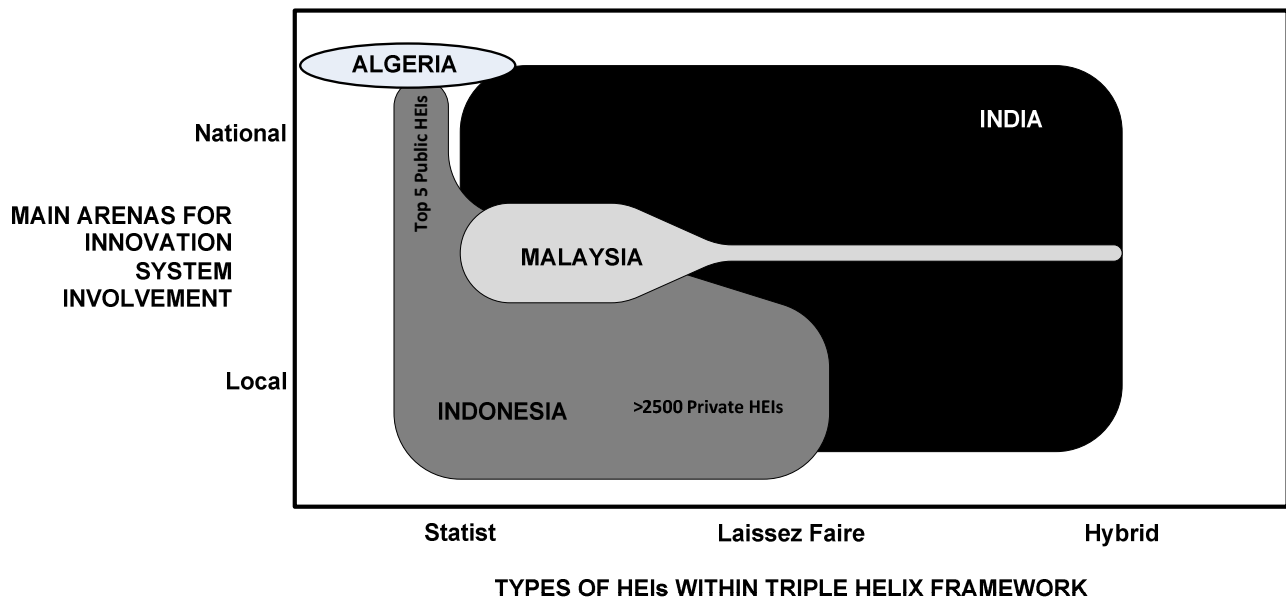 ALGERIA
National
Top 5 Public HEIs
INDIA
MAIN ARENAS FOR
INNOVATION
SYSTEM
INVOLVEMENT
MALAYSIA
Local
INDONESIA
>2500 Private HEIs
Statist
Laissez Faire
Hybrid
TYPES OF HEIs WITHIN TRIPLE HELIX FRAMEWORK